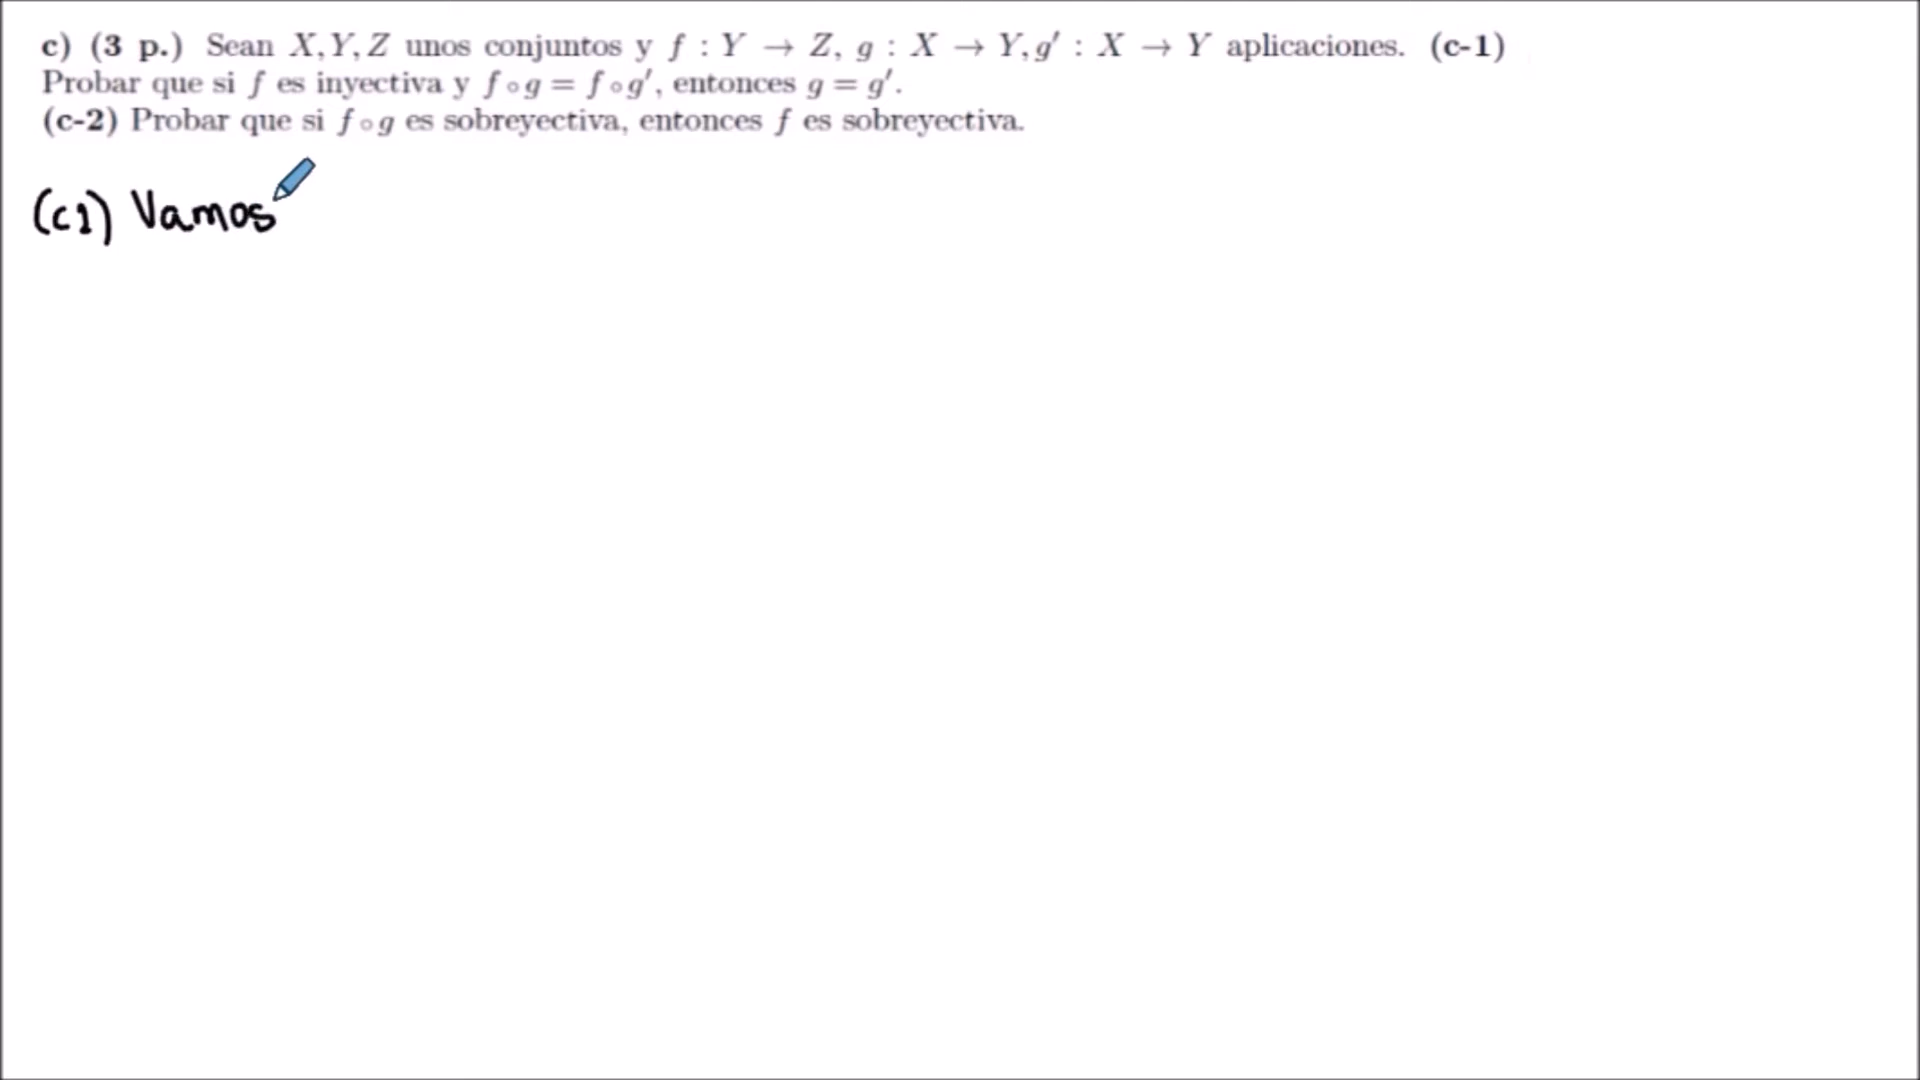 c) (3 p.) Sean X, Y, Z unos conjuntos y f : Y → Z, g : X → Y, g′ : X → Y aplicaciones. (c-1)
Probar que si f es inyectiva y f∘g = f∘g′, entonces g = g′.
(c-2) Probar que si f∘g es sobreyectiva, entonces f es sobreyectiva.
(c1) Vamos